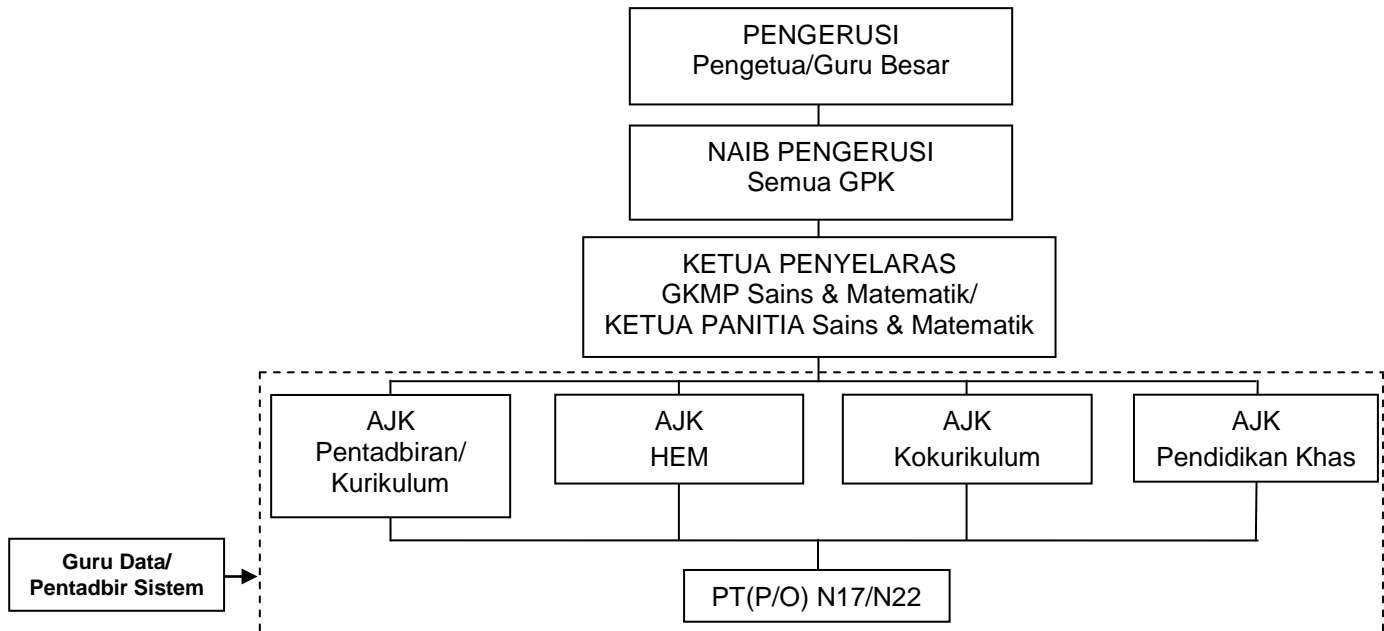 PENGERUSI
Pengetua/Guru Besar
NAIB PENGERUSI
Semua GPK
KETUA PENYELARAS
GKMP Sains & Matematik/
KETUA PANITIA Sains & Matematik
AJK
Pentadbiran/
Kurikulum
AJK
HEM
AJK
Kokurikulum
AJK
Pendidikan Khas
Guru Data/
Pentadbir Sistem
PT(P/O) N17/N22